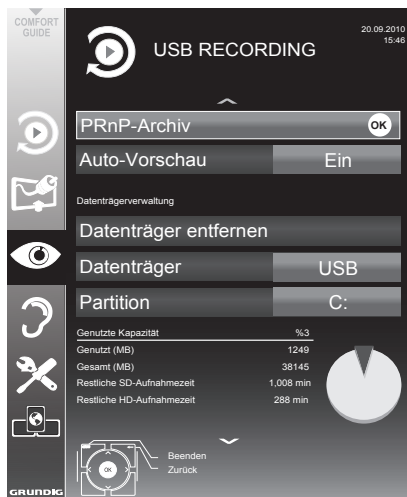 COMFORT
GUIDE
USB RECORDING
20.09.2010
15:46
PRnP-Archiv OK
Auto-Vorschau Ein
Datenträgerverwaltung
Datenträger entfernen
Datenträger USB
Partition C:
Genutzte Kapazität %3
Genutzt (MB) 1249
Gesamt (MB) 38145
Restliche SD-Aufnahmezeit 1,008 min
Restliche HD-Aufnahmezeit 288 min
OK
Beenden
Zurück
GRUNDIG